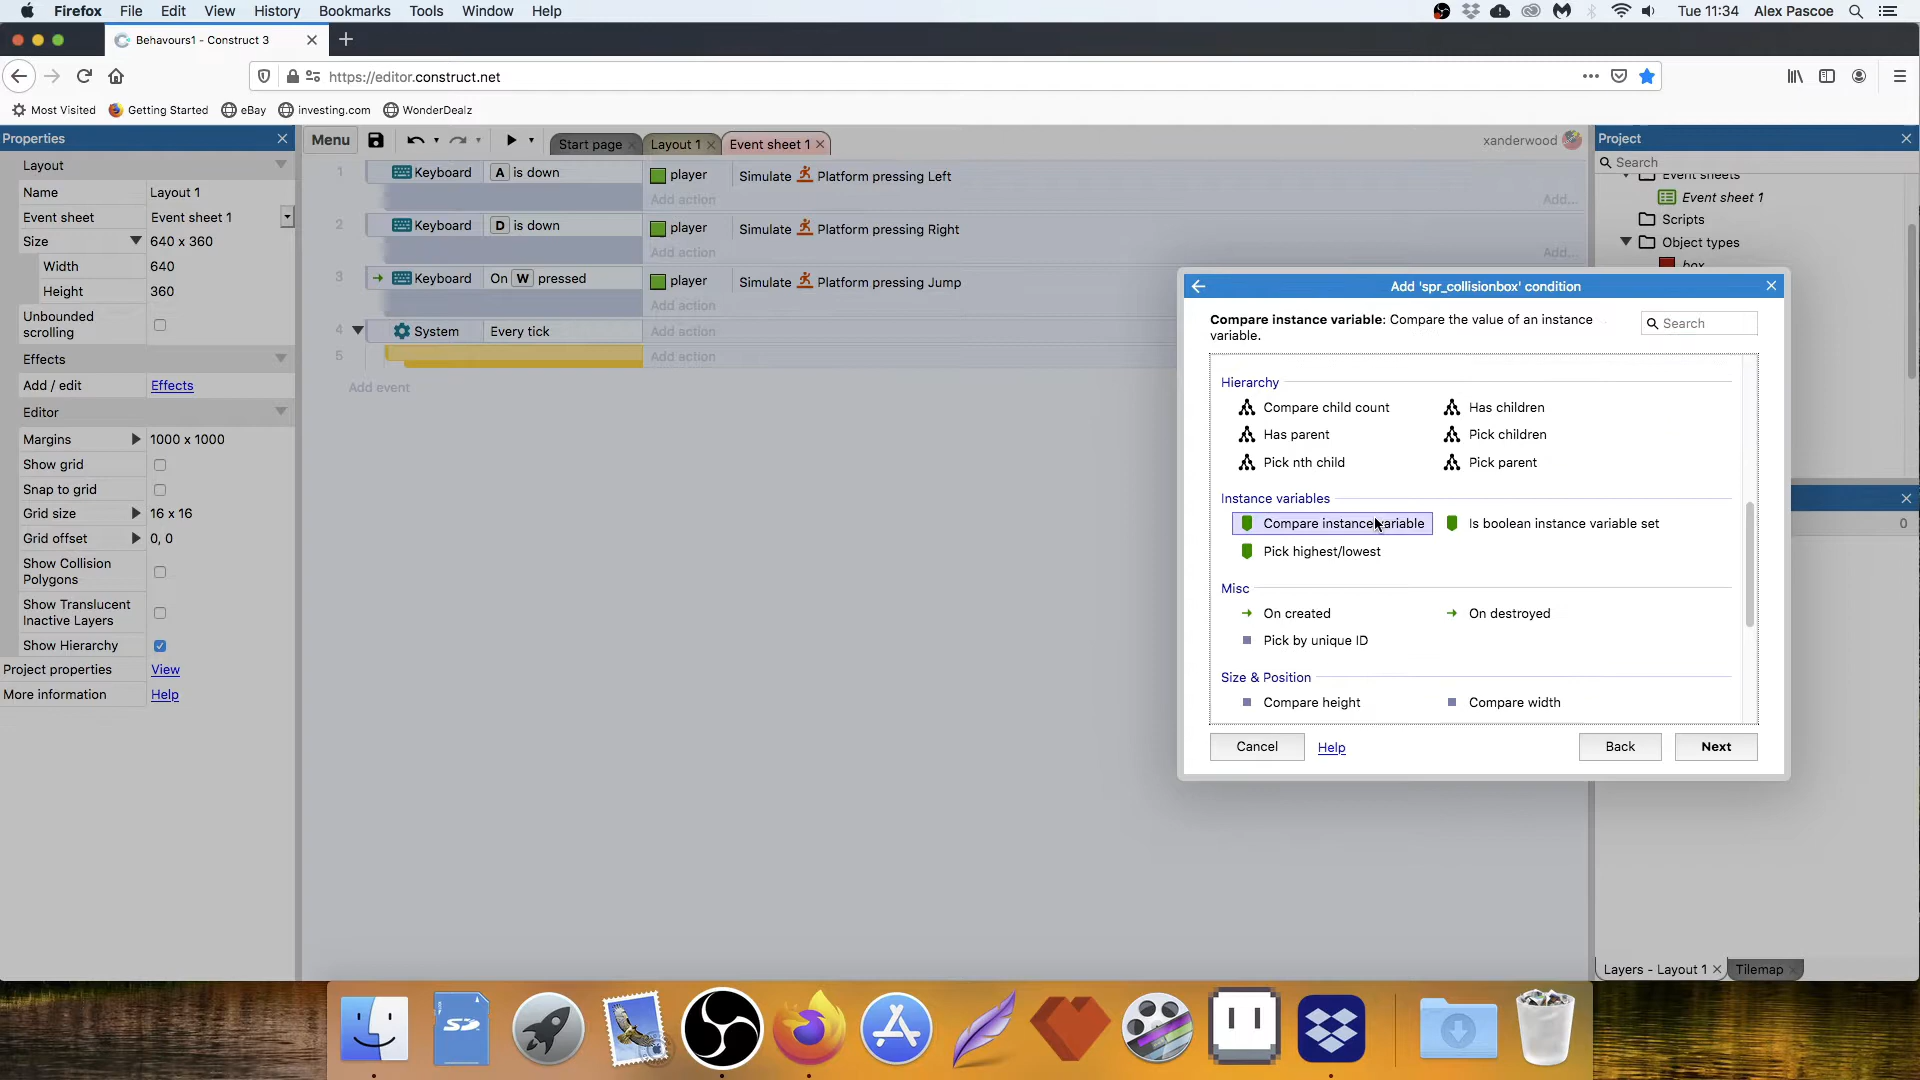 Firefox File Edit View History Bookmarks Tools Window Help Tue 11:34 Alex Pascoe
Behavours1 - Construct 3
https://editor.construct.net
Most Visited Getting Started eBay investing.com WonderDealz
Properties
Layout
Name Layout 1
Event sheet Event sheet 1
Size 640 x 360
Width 640
Height 360
Unbounded
scrolling
Effects
Add / edit Effects
Editor
Margins 1000 x 1000
Show grid
Snap to grid
Grid size 16 x 16
Grid offset 0, 0
Show Collision
Polygons
Show Translucent
Inactive Layers
Show Hierarchy
Project properties View
More information Help
Menu Start page Layout 1 Event sheet 1 xanderwood
1 Keyboard A is down player Simulate Platform pressing Left
Add action Add...
2 Keyboard D is down player Simulate Platform pressing Right
Add action Add...
3 Keyboard On W pressed player Simulate Platform pressing Jump
Add action
4 System Every tick Add action
5 Add action
Add event
Add 'spr_collisionbox' condition
Compare instance variable: Compare the value of an instance
variable.
Search
Hierarchy
Compare child count Has children
Has parent Pick children
Pick nth child Pick parent
Instance variables
Compare instance variable Is boolean instance variable set
Pick highest/lowest
Misc
On created On destroyed
Pick by unique ID
Size & Position
Compare height Compare width
Cancel Help Back Next
Project
Search
Event sheets
Event sheet 1
Scripts
Object types
box
0
Layers - Layout 1 Tilemap
SD